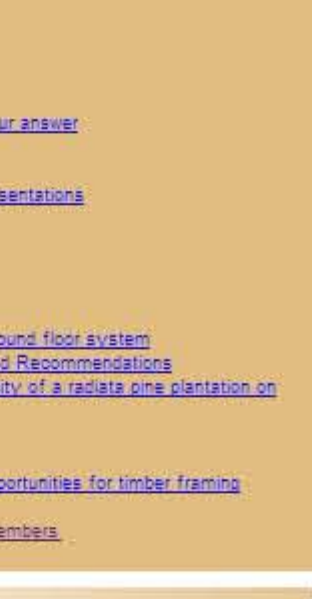 ur answer
sentations
ound floor system
d Recommendations
ity of a radiata pine plantation on
portunities for timber framing
embers